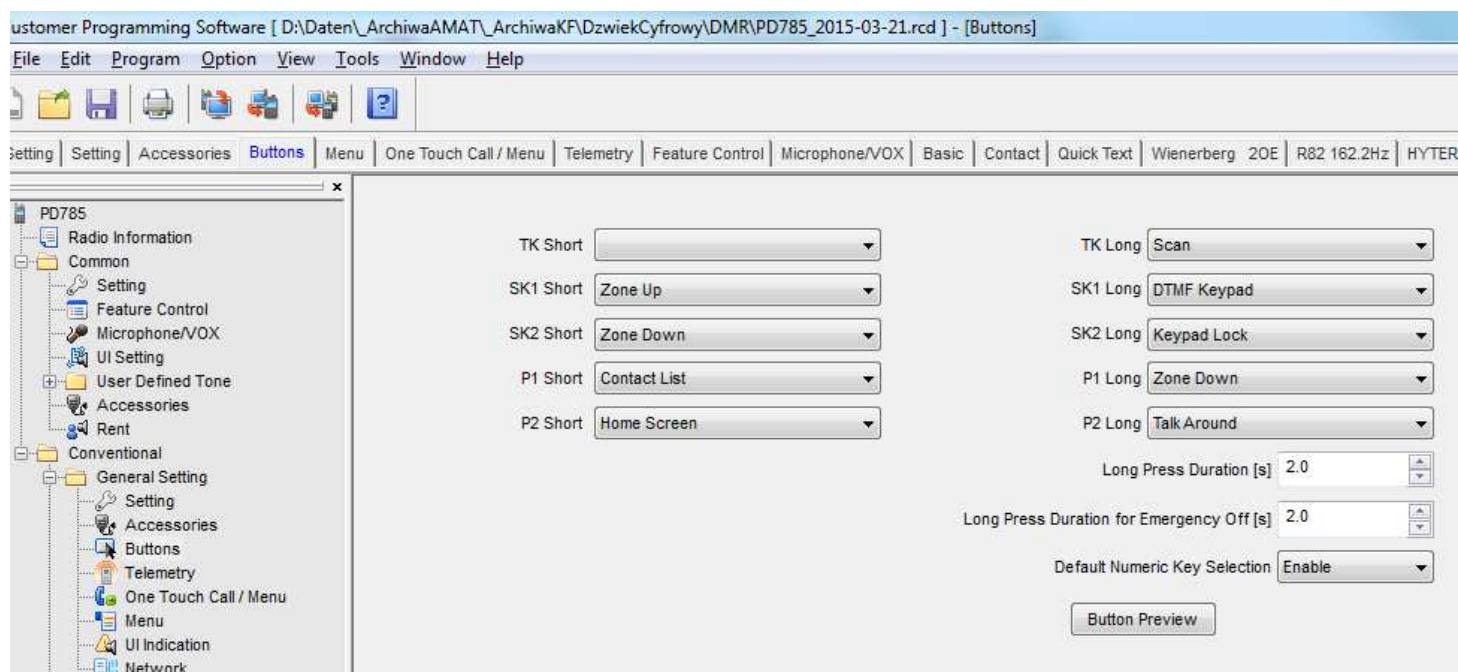 ustomer Programming Software [ D:\Daten\_ArchiwaAMAT\_ArchiwaKF\DzwiekCyfrowy\DMR\PD785_2015-03-21.rcd ] - [Buttons]
File Edit Program Option View Tools Window Help
Setting Setting Accessories Buttons Menu One Touch Call / Menu Telemetry Feature Control Microphone/VOX Basic Contact Quick Text Wienerberg 2OE R82 162.2Hz HYTER
x
PD785
Radio Information
Common
Setting
Feature Control
Microphone/VOX
UI Setting
User Defined Tone
Accessories
Rent
Conventional
General Setting
Setting
Accessories
Buttons
Telemetry
One Touch Call / Menu
Menu
UI Indication
Network
TK Short
TK Long Scan
SK1 Short Zone Up
SK1 Long DTMF Keypad
SK2 Short Zone Down
SK2 Long Keypad Lock
P1 Short Contact List
P1 Long Zone Down
P2 Short Home Screen
P2 Long Talk Around
Long Press Duration [s] 2.0
Long Press Duration for Emergency Off [s] 2.0
Default Numeric Key Selection Enable
Button Preview